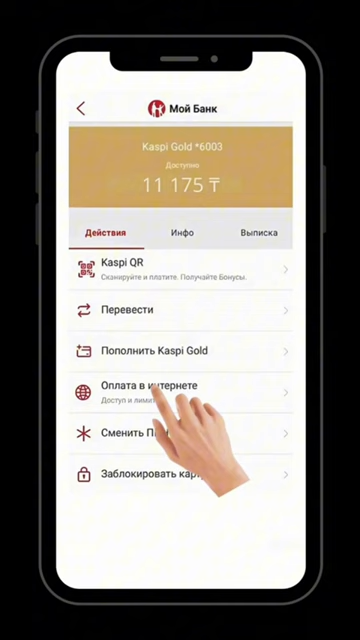 Мой Банк
Kaspi Gold *6003
Доступно
11 175 ₸
Действия Инфо Выписка
Kaspi QR
Сканируйте и платите. Получайте Бонусы.
Перевести
Пополнить Kaspi Gold
Оплата в интернете
Доступ и
Сменить
Заблокировать